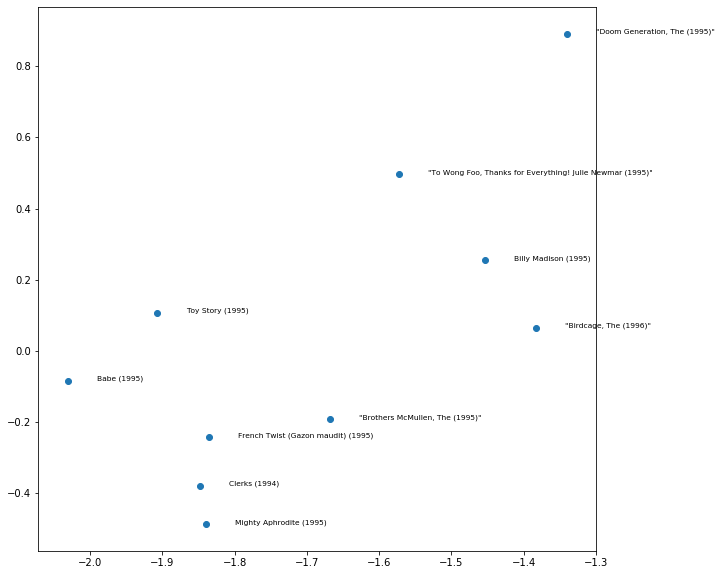 "Doom Generation, The (1995)"
0.8
0.6
"To Wong Foo, Thanks for Everything! Julie Newmar (1995)"
0.4
Billy Madison (1995)
0.2
Toy Story (1995)
"Birdcage, The (1996)"
0.0
Babe (1995)
"Brothers McMullen, The (1995)"
−0.2
French Twist (Gazon maudit) (1995)
Clerks (1994)
−0.4
Mighty Aphrodite (1995)
−2.0 −1.9 −1.8 −1.7 −1.6 −1.5 −1.4 −1.3